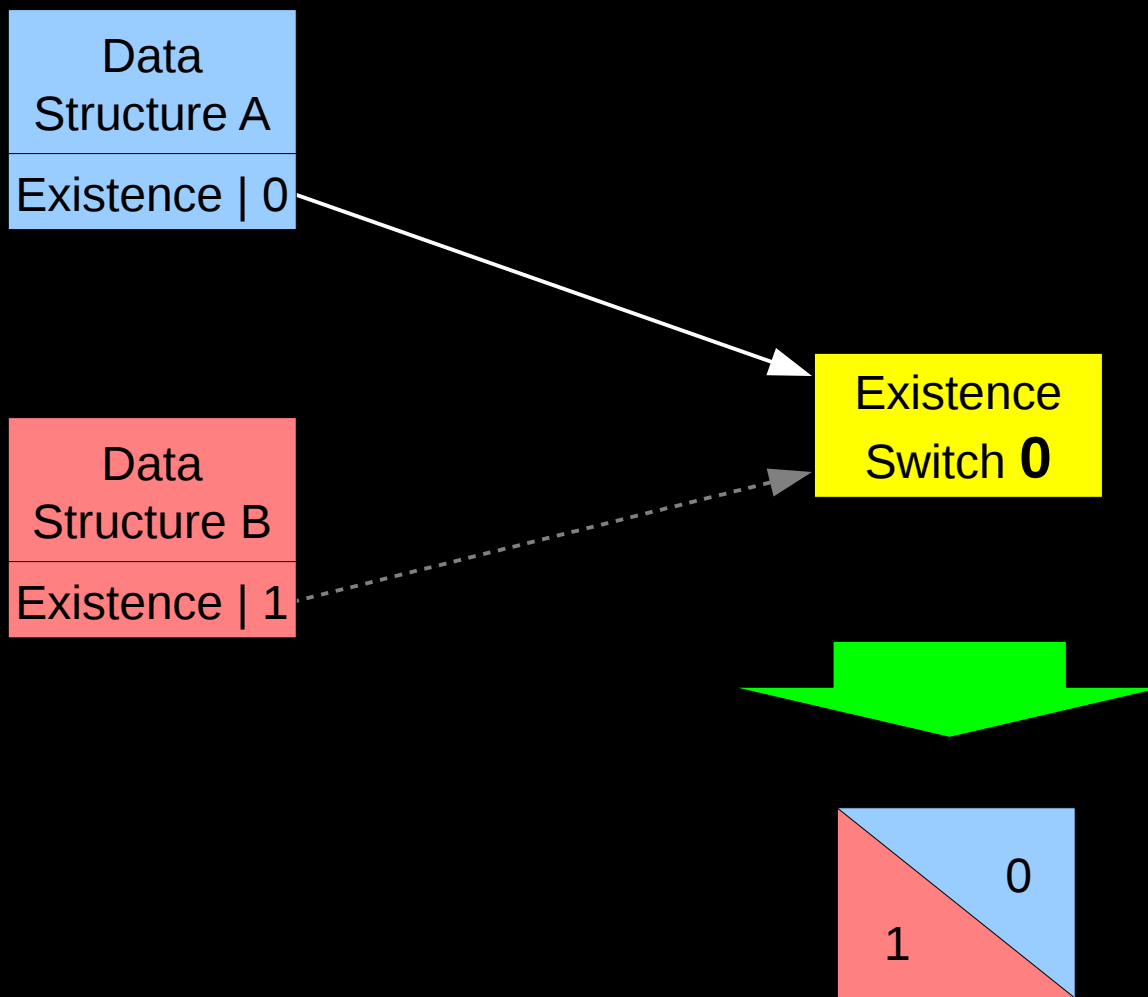 Data
Structure A
Existence | 0
Data
Structure B
Existence | 1
Existence
Switch 0
0
1